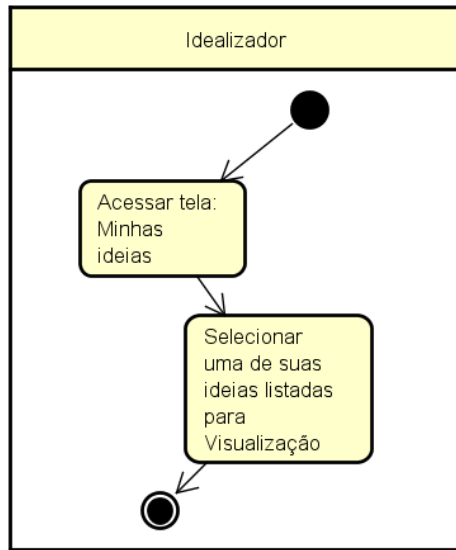 Idealizador
Acessar tela:
Minhas
ideias
Selecionar
uma de suas
ideias listadas
para
Visualização